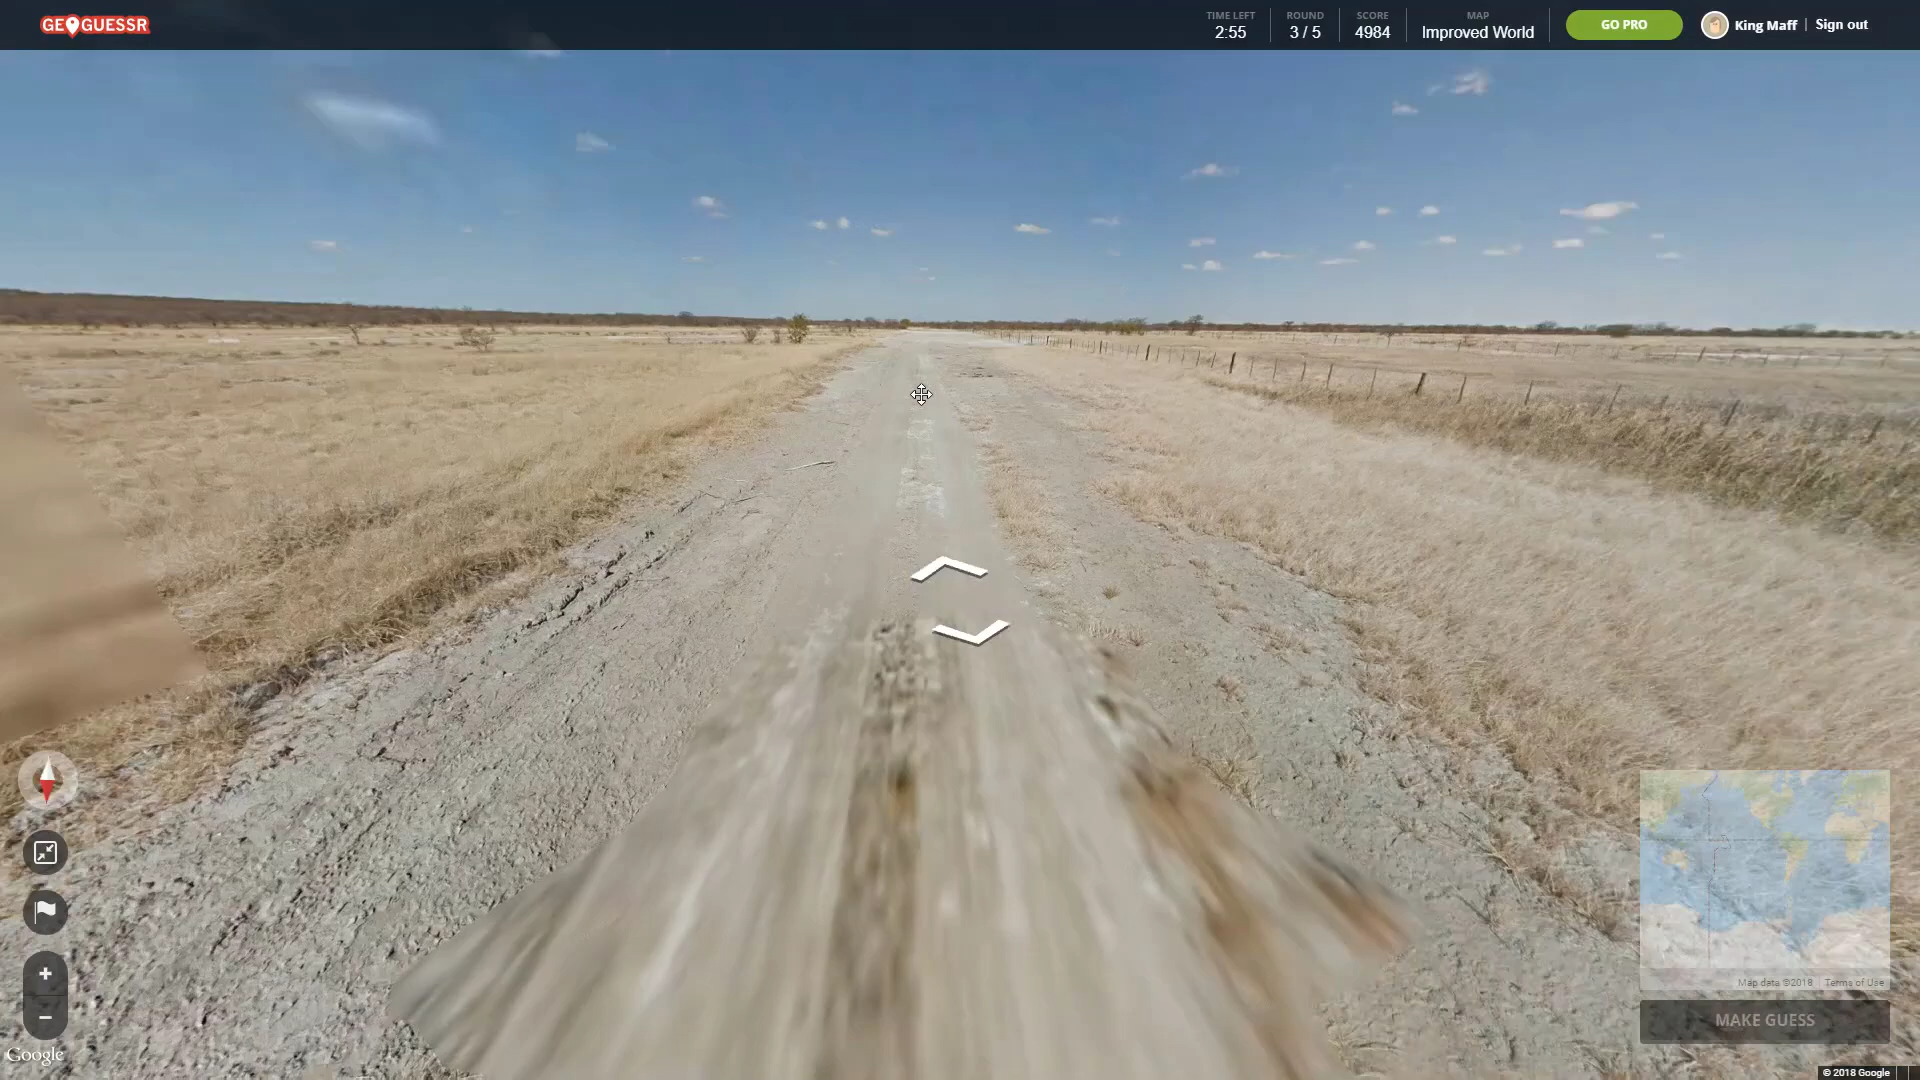 GEOGUESSR
TIME LEFT
2:55
ROUND
3 / 5
SCORE
4984
MAP
Improved World
GO PRO
King Maff
Sign out
Map data ©2018
Terms of Use
MAKE GUESS
Google
© 2018 Google